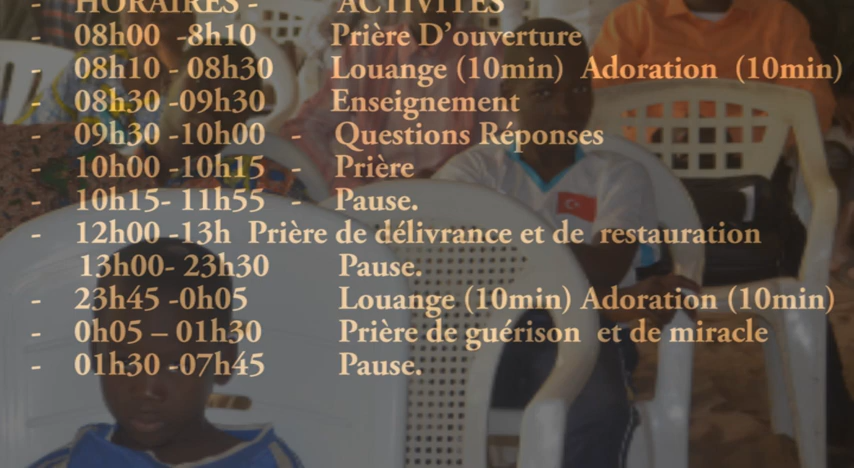 - HORAIRES - ACTIVITES
- 08h00 -8h10 Prière D’ouverture
- 08h10 - 08h30 Louange (10min) Adoration (10min)
- 08h30 -09h30 Enseignement
- 09h30 -10h00 - Questions Réponses
- 10h00 -10h15 - Prière
- 10h15- 11h55 - Pause.
- 12h00 -13h Prière de délivrance et de restauration
13h00- 23h30 Pause.
- 23h45 -0h05 Louange (10min) Adoration (10min)
- 0h05 – 01h30 Prière de guérison et de miracle
- 01h30 -07h45 Pause.